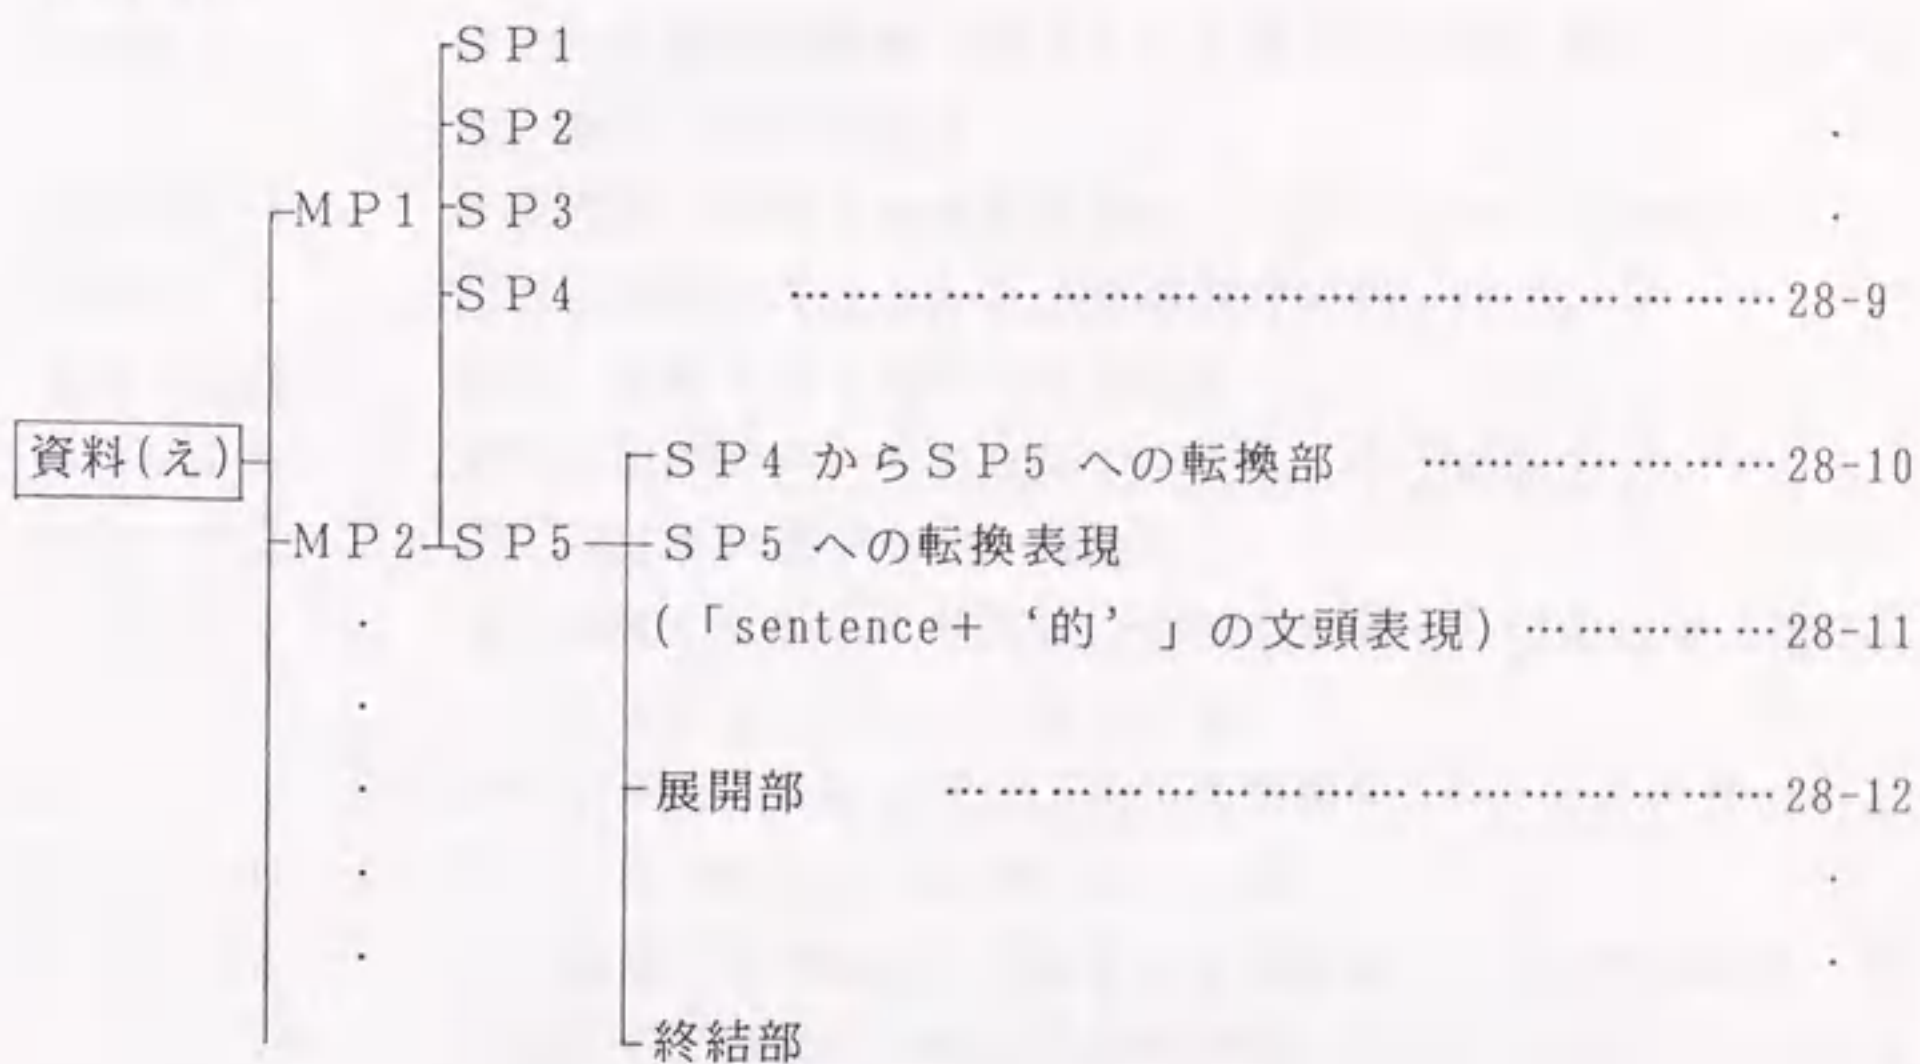 SP1
SP2
MP1 SP3
SP4 ………………………………………………… 28-9
資料(え)
SP4 からSP5 への転換部 ………………… 28-10
MP2 SP5 SP5 への転換表現
(「sentence＋ ‘的’ 」の文頭表現) ……………28-11
展開部 ………………………………………… 28-12
終結部